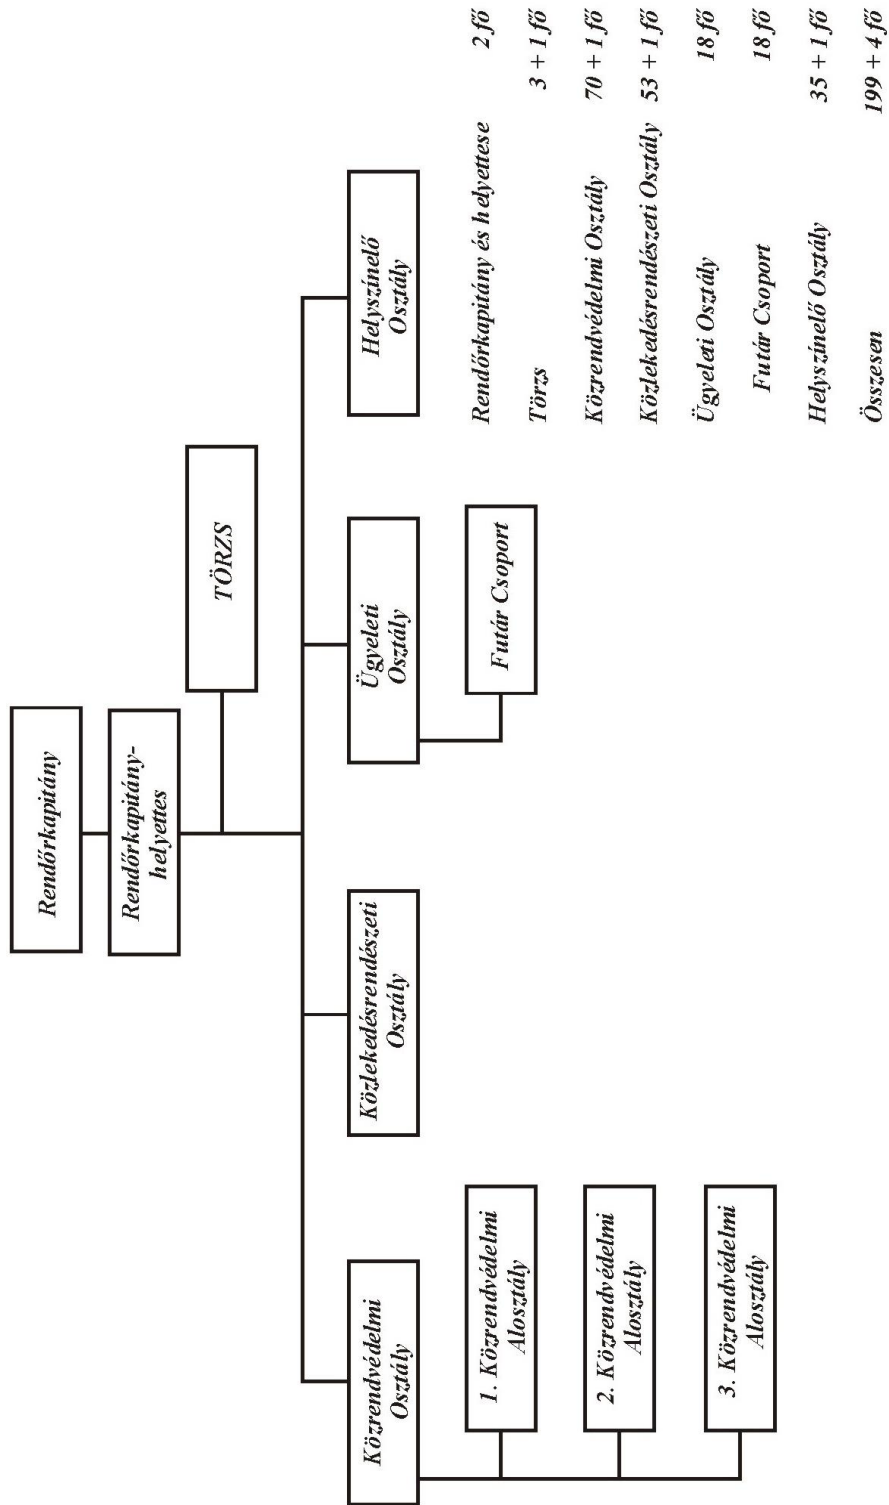 Rendőrkapitány
Rendőrkapitány-
helyettes
TÖRZS
Közrendvédelmi
Osztály
Közlekedésrendészeti
Osztály
Ügyeleti
Osztály
Helyszínelő
Osztály
1. Közrendvédelmi
Alosztály
2. Közrendvédelmi
Alosztály
3. Közrendvédelmi
Alosztály
Futár Csoport
Rendőrkapitány és helyettese 2 fő
Törzs 3 + 1 fő
Közrendvédelmi Osztály 70 + 1 fő
Közlekedésrendészeti Osztály 53 + 1 fő
Ügyeleti Osztály 18 fő
Futár Csoport 18 fő
Helyszínelő Osztály 35 + 1 fő
Összesen 199 + 4 fő